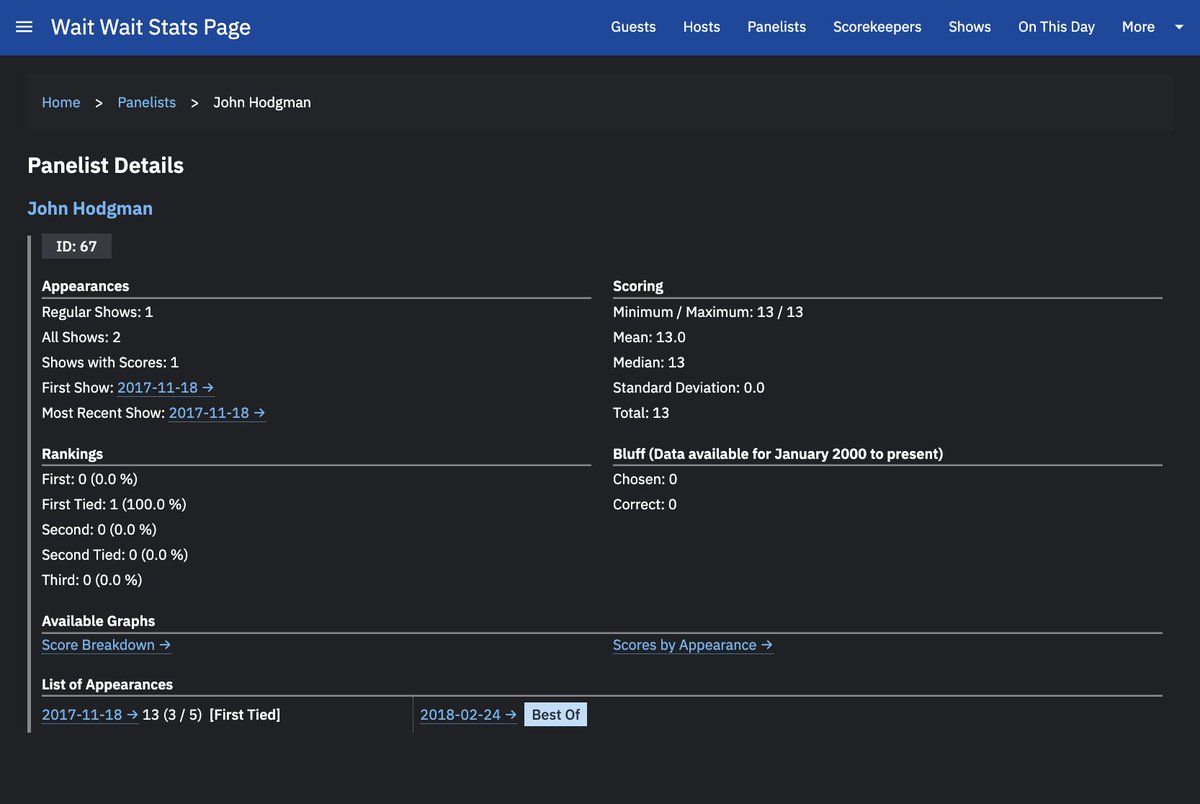 Wait Wait Stats Page
Guests Hosts Panelists Scorekeepers Shows On This Day More
Home > Panelists > John Hodgman
Panelist Details
John Hodgman
ID: 67
Appearances
Regular Shows: 1
All Shows: 2
Shows with Scores: 1
First Show: 2017-11-18 →
Most Recent Show: 2017-11-18 →
Scoring
Minimum / Maximum: 13 / 13
Mean: 13.0
Median: 13
Standard Deviation: 0.0
Total: 13
Rankings
First: 0 (0.0 %)
First Tied: 1 (100.0 %)
Second: 0 (0.0 %)
Second Tied: 0 (0.0 %)
Third: 0 (0.0 %)
Bluff (Data available for January 2000 to present)
Chosen: 0
Correct: 0
Available Graphs
Score Breakdown → Scores by Appearance →
List of Appearances
2017-11-18 → 13 (3 / 5) [First Tied] 2018-02-24 → Best Of